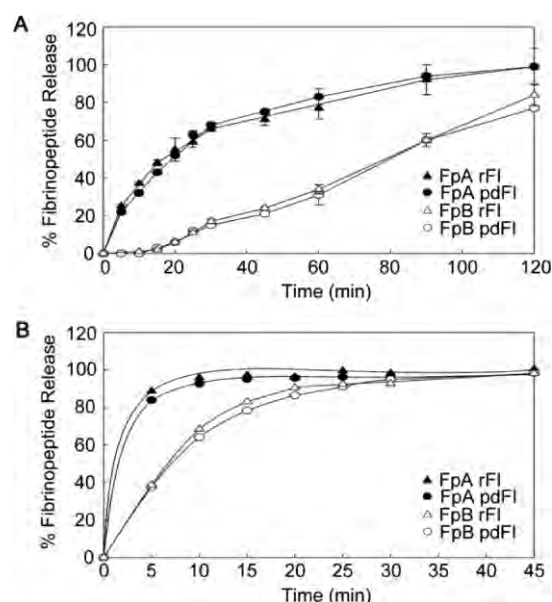 A
% Fibrinopeptide Release
120
100
80
60
40
20
0
FpA rFI
FpA pdFI
FpB rFI
FpB pdFI
0 20 40 60 80 100 120
Time (min)
B
% Fibrinopeptide Release
120
100
80
60
40
20
0
FpA rFI
FpA pdFI
FpB rFI
FpB pdFI
0 5 10 15 20 25 30 35 40 45
Time (min)